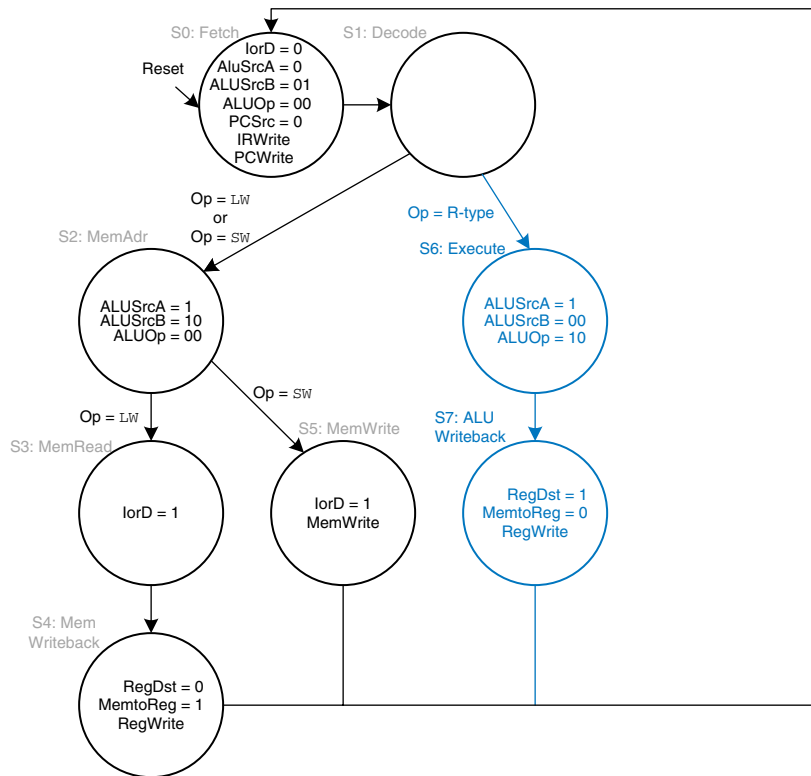 S0: Fetch
S1: Decode
Reset
IorD = 0
AluSrcA = 0
ALUSrcB = 01
ALUOp = 00
PCSrc = 0
IRWrite
PCWrite
Op = LW
or
Op = SW
Op = R-type
S2: MemAdr
S6: Execute
ALUSrcA = 1
ALUSrcB = 10
ALUOp = 00
ALUSrcA = 1
ALUSrcB = 00
ALUOp = 10
Op = SW
Op = LW
S3: MemRead
S5: MemWrite
S7: ALU
Writeback
IorD = 1
IorD = 1
MemWrite
RegDst = 1
MemtoReg = 0
RegWrite
S4: Mem
Writeback
RegDst = 0
MemtoReg = 1
RegWrite